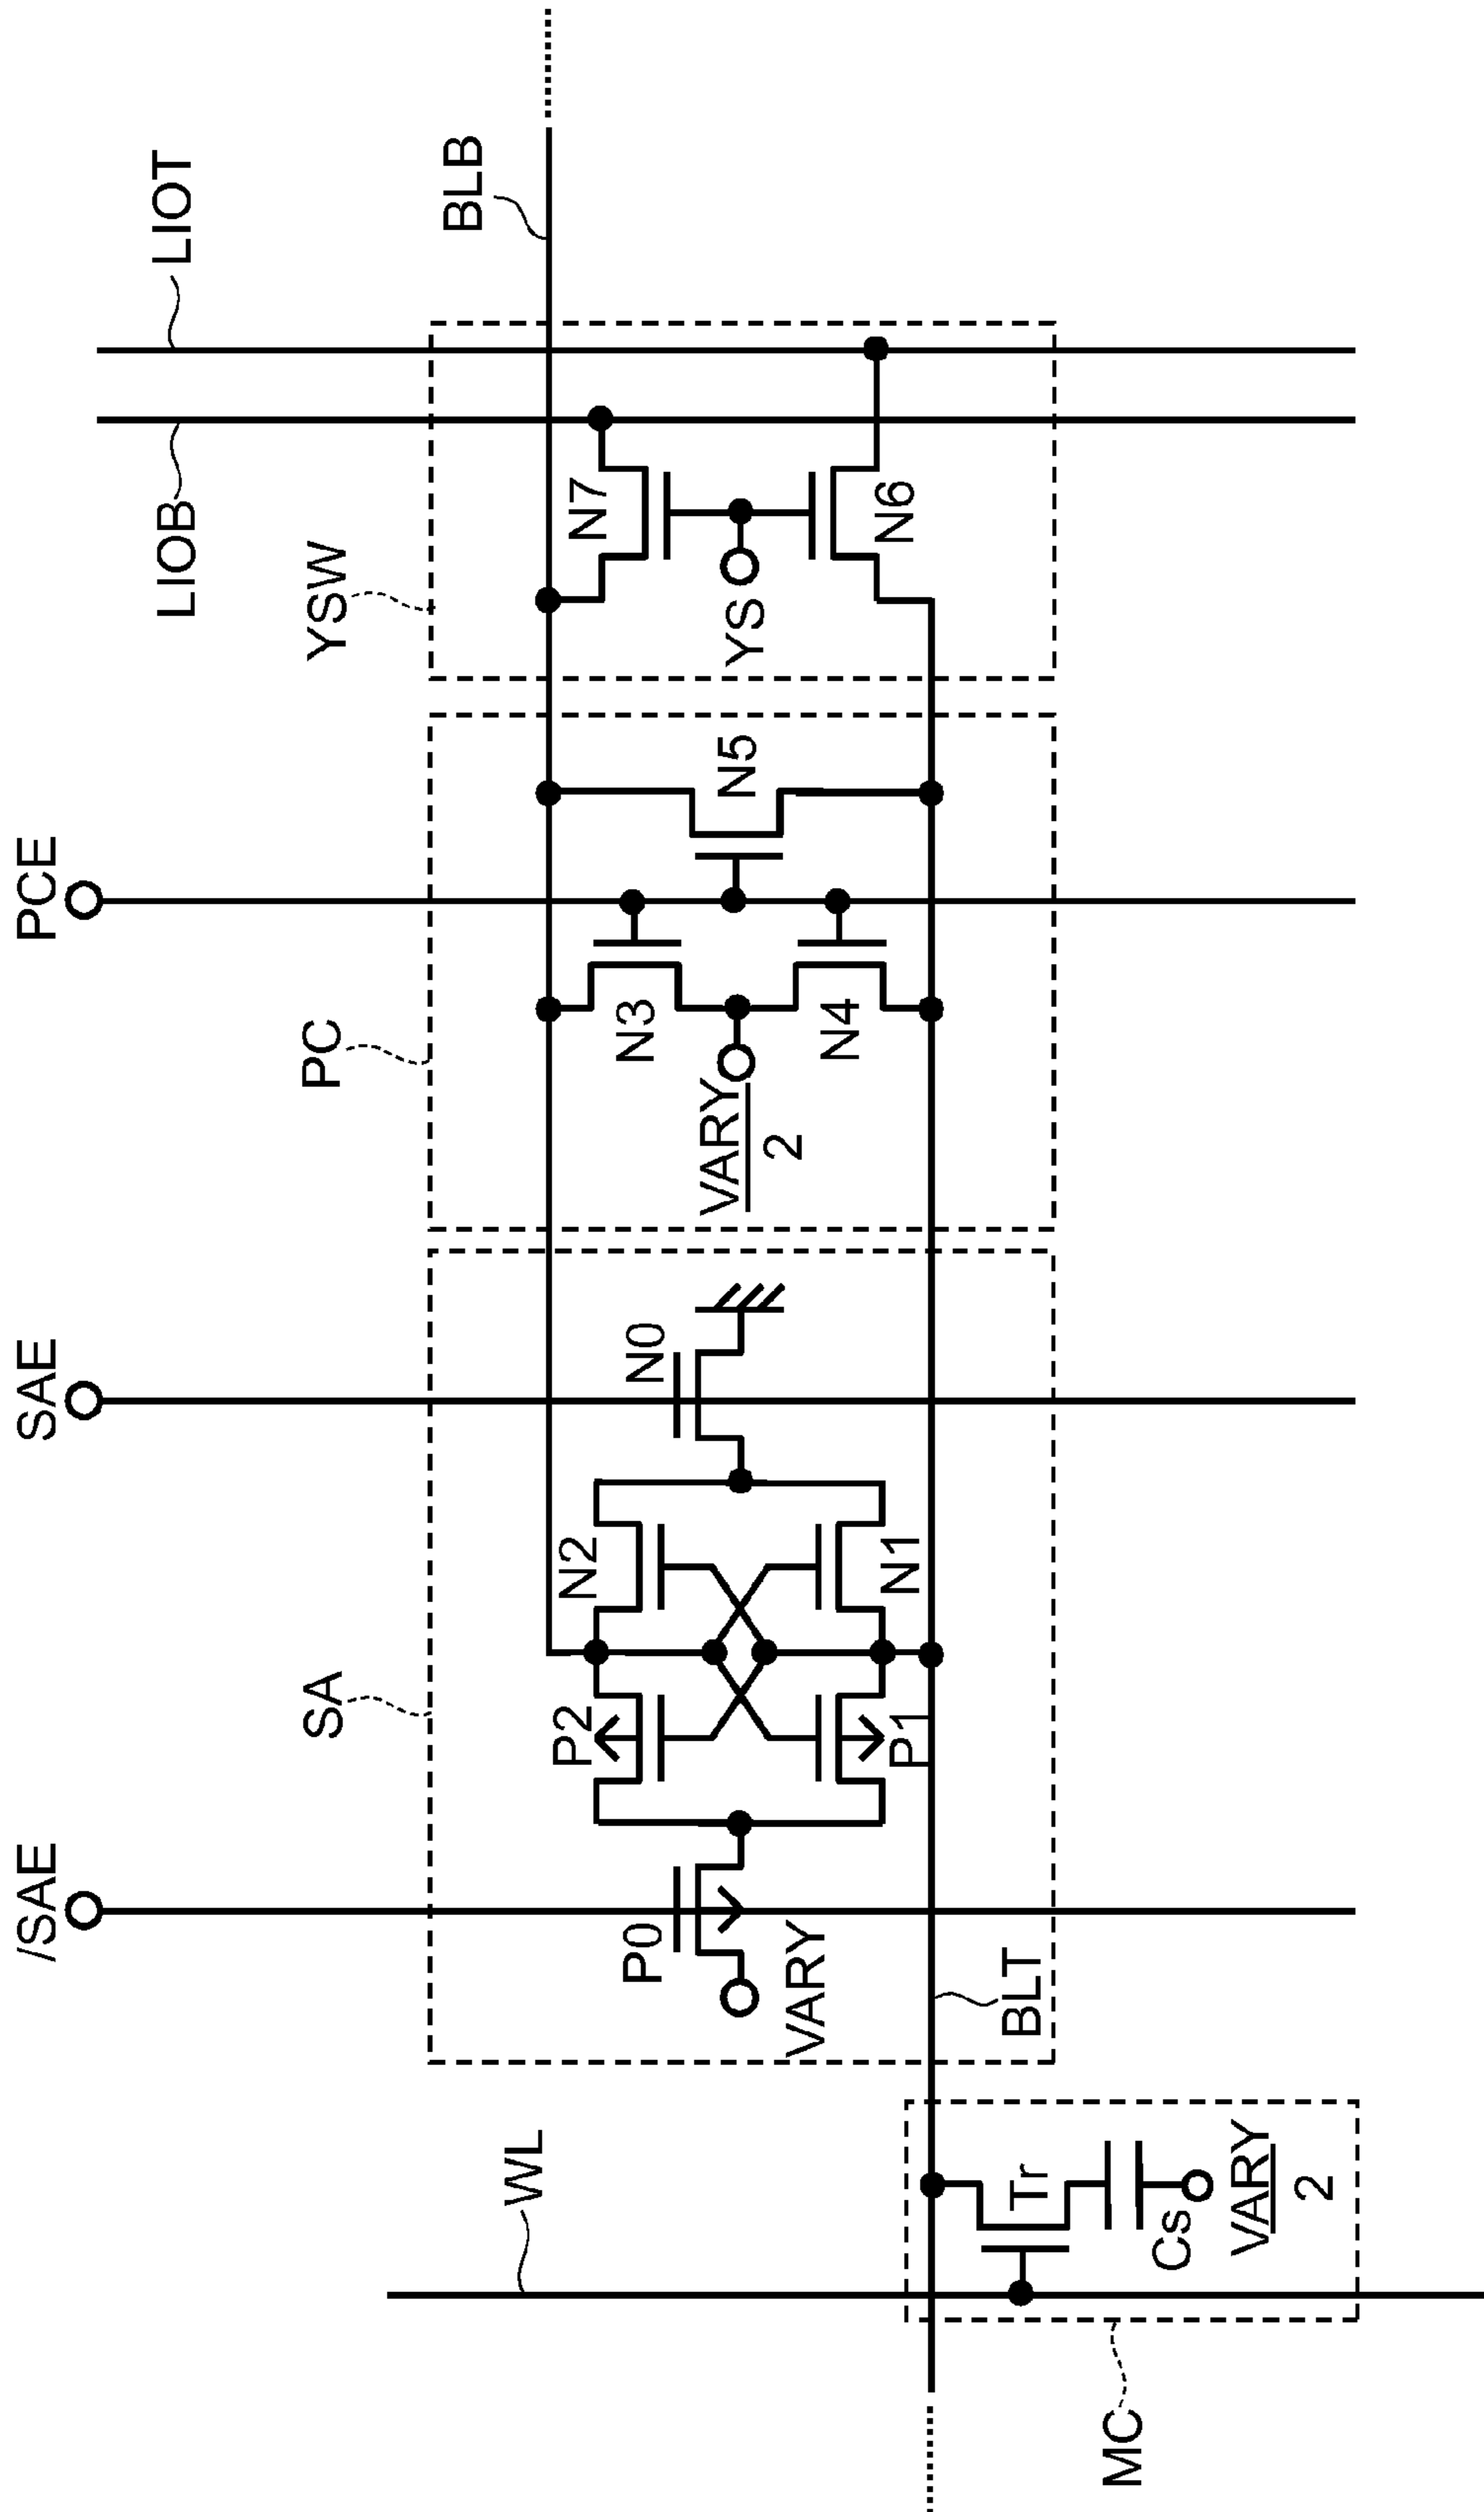 /SAE
SAE
PCE
LIOB
LIOT
SA
PC
YSW
WL
BLB
P0
P2
N2
N0
N3
N5
N7
VARY
VARY
2
YS
P1
N1
N4
N6
BLT
MC
Tr
Cs
VARY
2